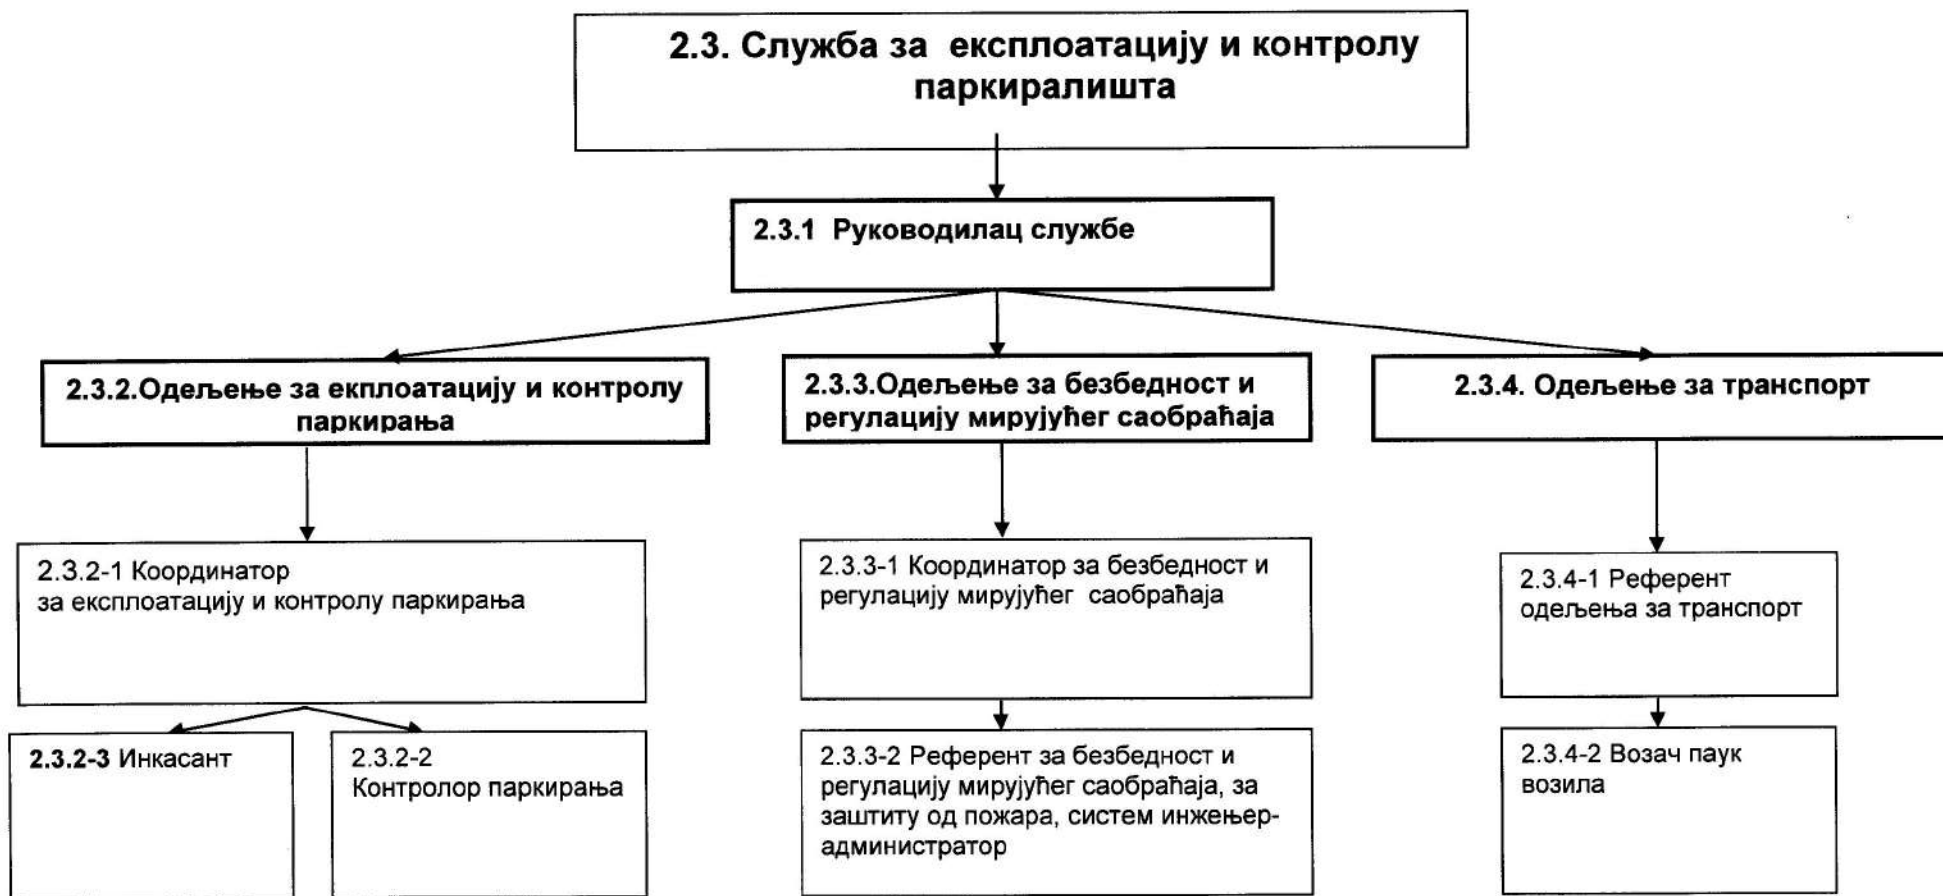 2.3. Служба за експлоатацију и контролу
паркиралишта
2.3.1 Руководилац службе
2.3.2.Одељење за екплоатацију и контролу
паркирања
2.3.3.Одељење за безбедност и
регулацију мирујућег саобраћаја
2.3.4. Одељење за транспорт
2.3.2-1 Координатор
за експлоатацију и контролу паркирања
2.3.3-1 Координатор за безбедност и
регулацију мирујућег саобраћаја
2.3.4-1 Референт
одељења за транспорт
2.3.2-3 Инкасант
2.3.2-2
Контролор паркирања
2.3.3-2 Референт за безбедност и
регулацију мирујућег саобраћаја, за
заштиту од пожара, систем инжењер-
администратор
2.3.4-2 Возач паук
возила